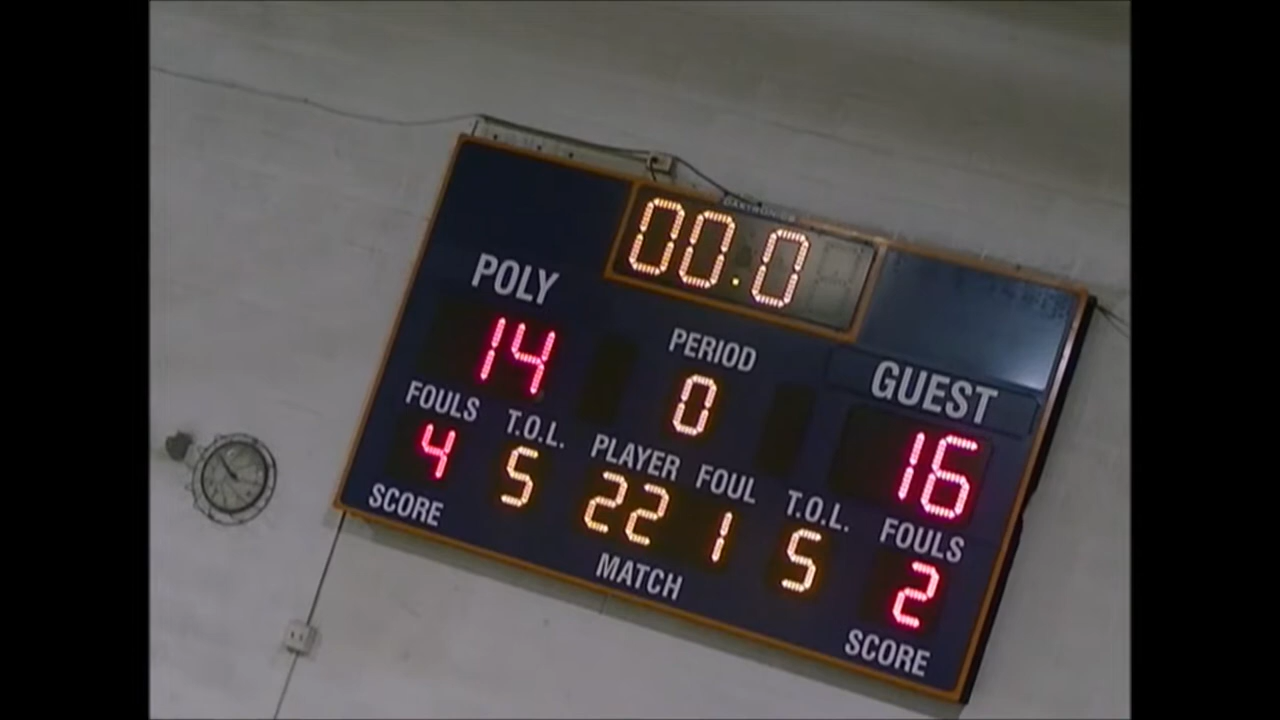 DAKTRONICS
00.0
POLY
PERIOD
GUEST
14
0
16
FOULS T.O.L. PLAYER FOUL T.O.L. FOULS
4 5 22 1 5 2
SCORE MATCH SCORE